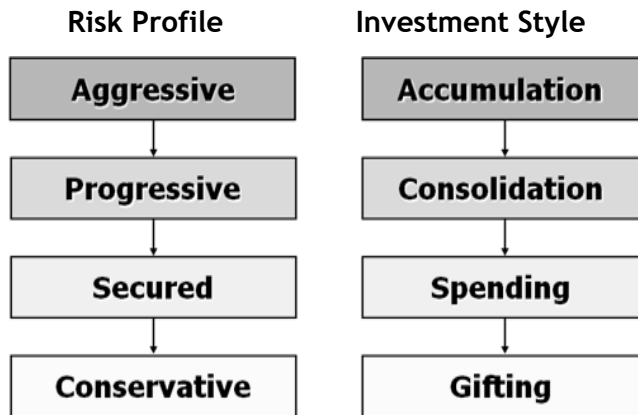 Risk Profile
Investment Style
Aggressive
Accumulation
Progressive
Consolidation
Secured
Spending
Conservative
Gifting